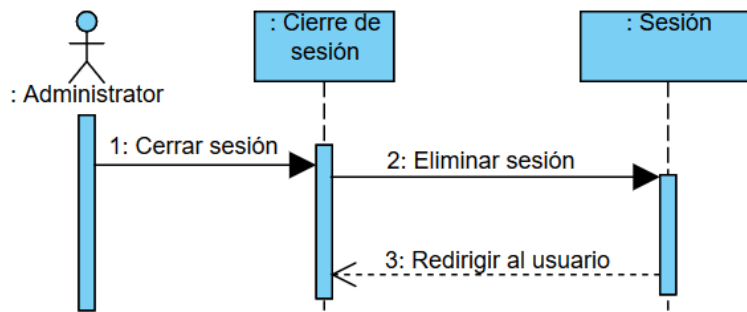 : Administrator
: Cierre de
sesión
: Sesión
1: Cerrar sesión
2: Eliminar sesión
3: Redirigir al usuario